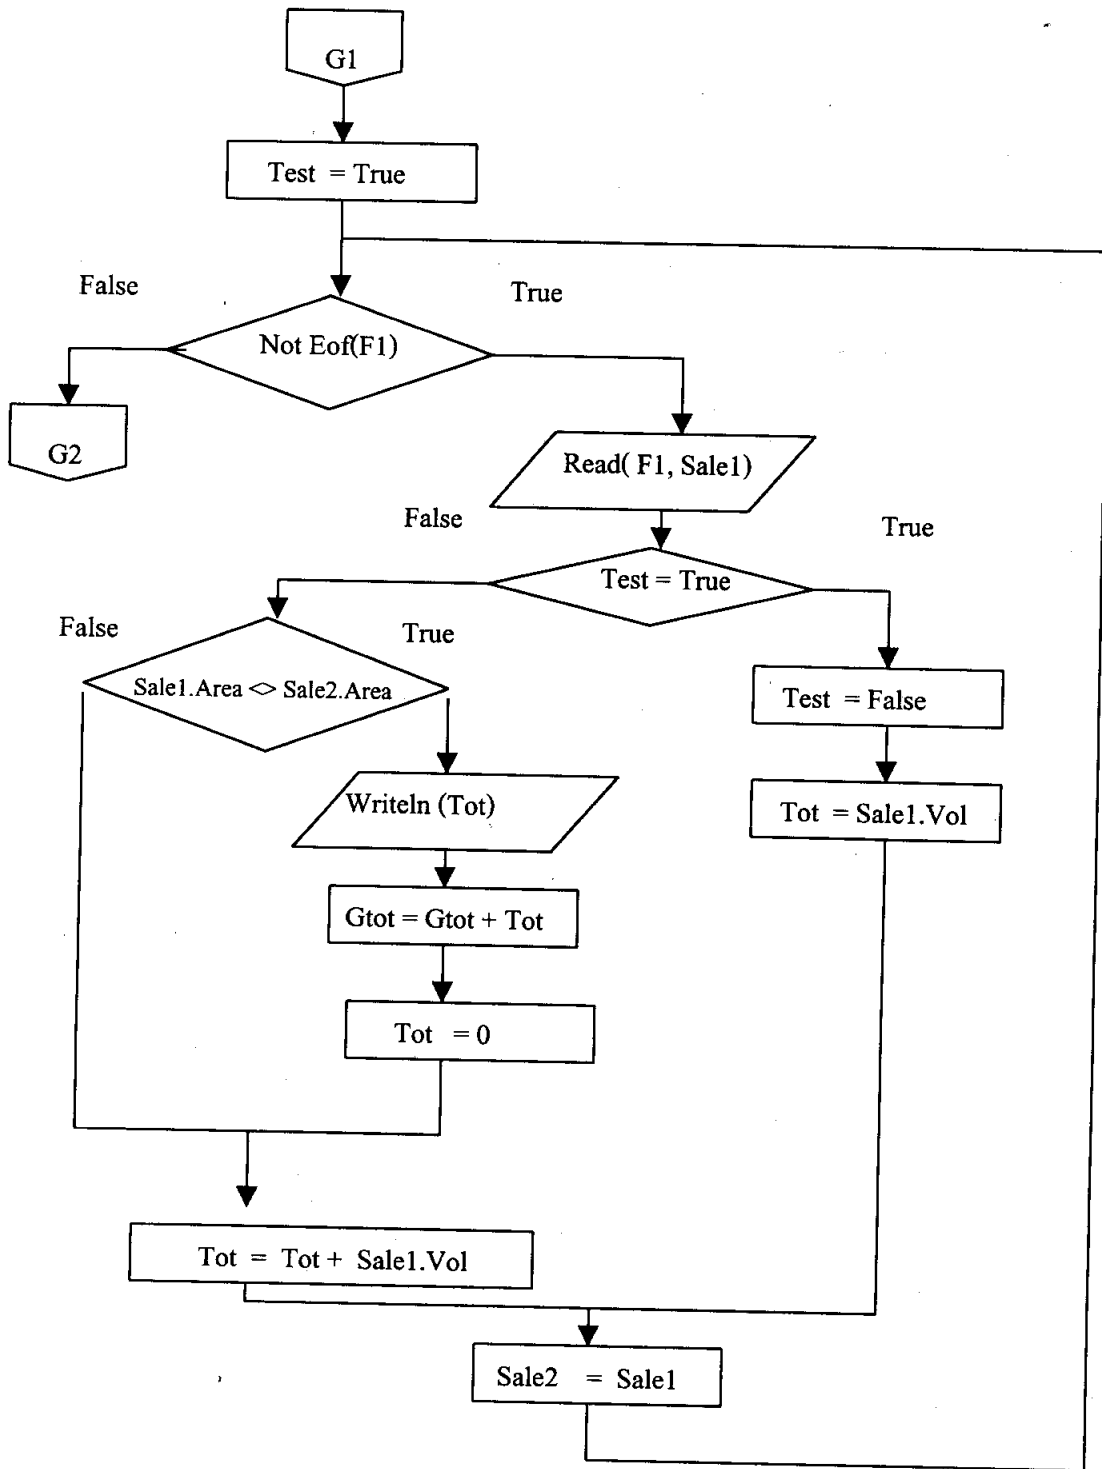 G1
Test = True
False
True
Not Eof(F1)
G2
Read( F1, Sale1)
False
True
Test = True
False
True
Sale1.Area <> Sale2.Area
Test = False
Writeln (Tot)
Tot = Sale1.Vol
Gtot = Gtot + Tot
Tot = 0
Tot = Tot + Sale1.Vol
Sale2 = Sale1